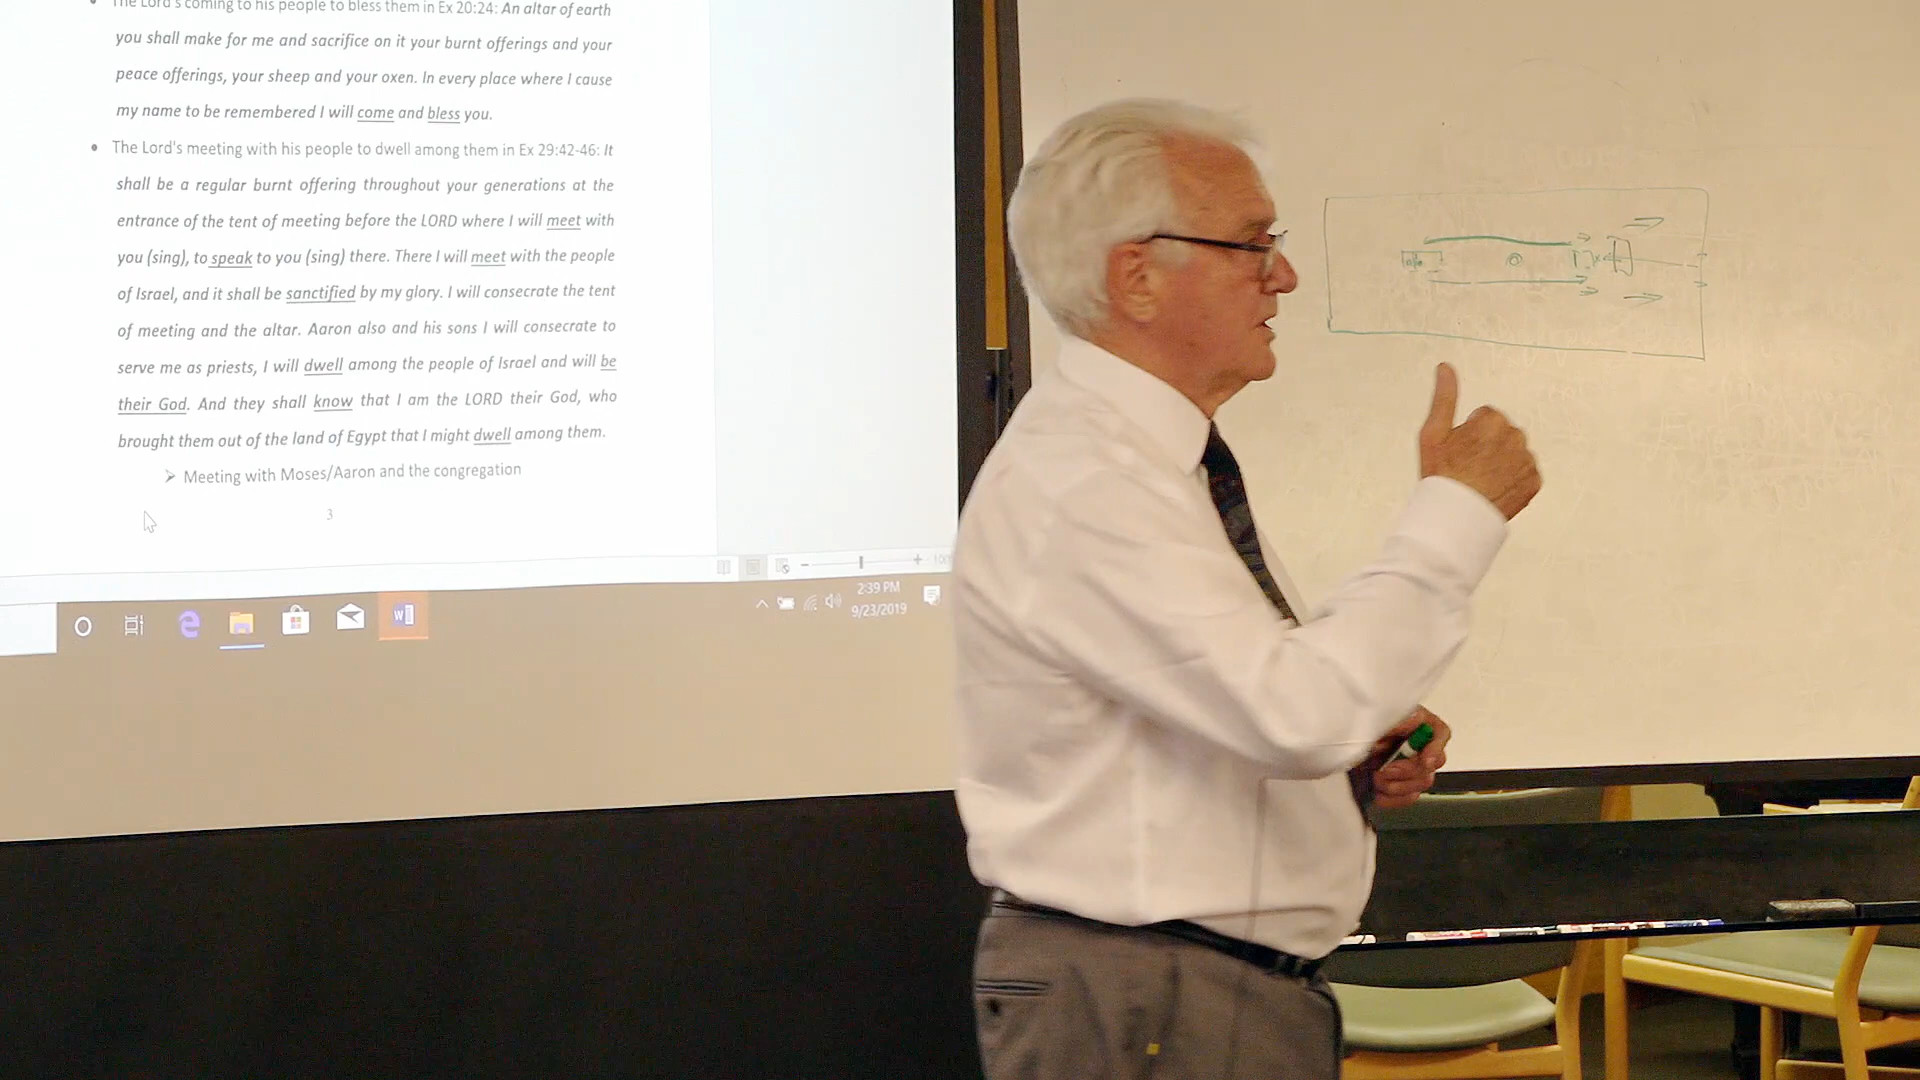 The Lord's coming to his people to bless them in Ex 20:24: An altar of earth
you shall make for me and sacrifice on it your burnt offerings and your
peace offerings, your sheep and your oxen. In every place where I cause
my name to be remembered I will come and bless you.
The Lord's meeting with his people to dwell among them in Ex 29:42-46: It
shall be a regular burnt offering throughout your generations at the
entrance of the tent of meeting before the LORD where I will meet with
you (sing), to speak to you (sing) there. There I will meet with the people
of Israel, and it shall be sanctified by my glory. I will consecrate the tent
of meeting and the altar. Aaron also and his sons I will consecrate to
serve me as priests, I will dwell among the people of Israel and will be
their God. And they shall know that I am the LORD their God, who
brought them out of the land of Egypt that I might dwell among them.
Meeting with Moses/Aaron and the congregation
3
2:39 PM
9/23/2019